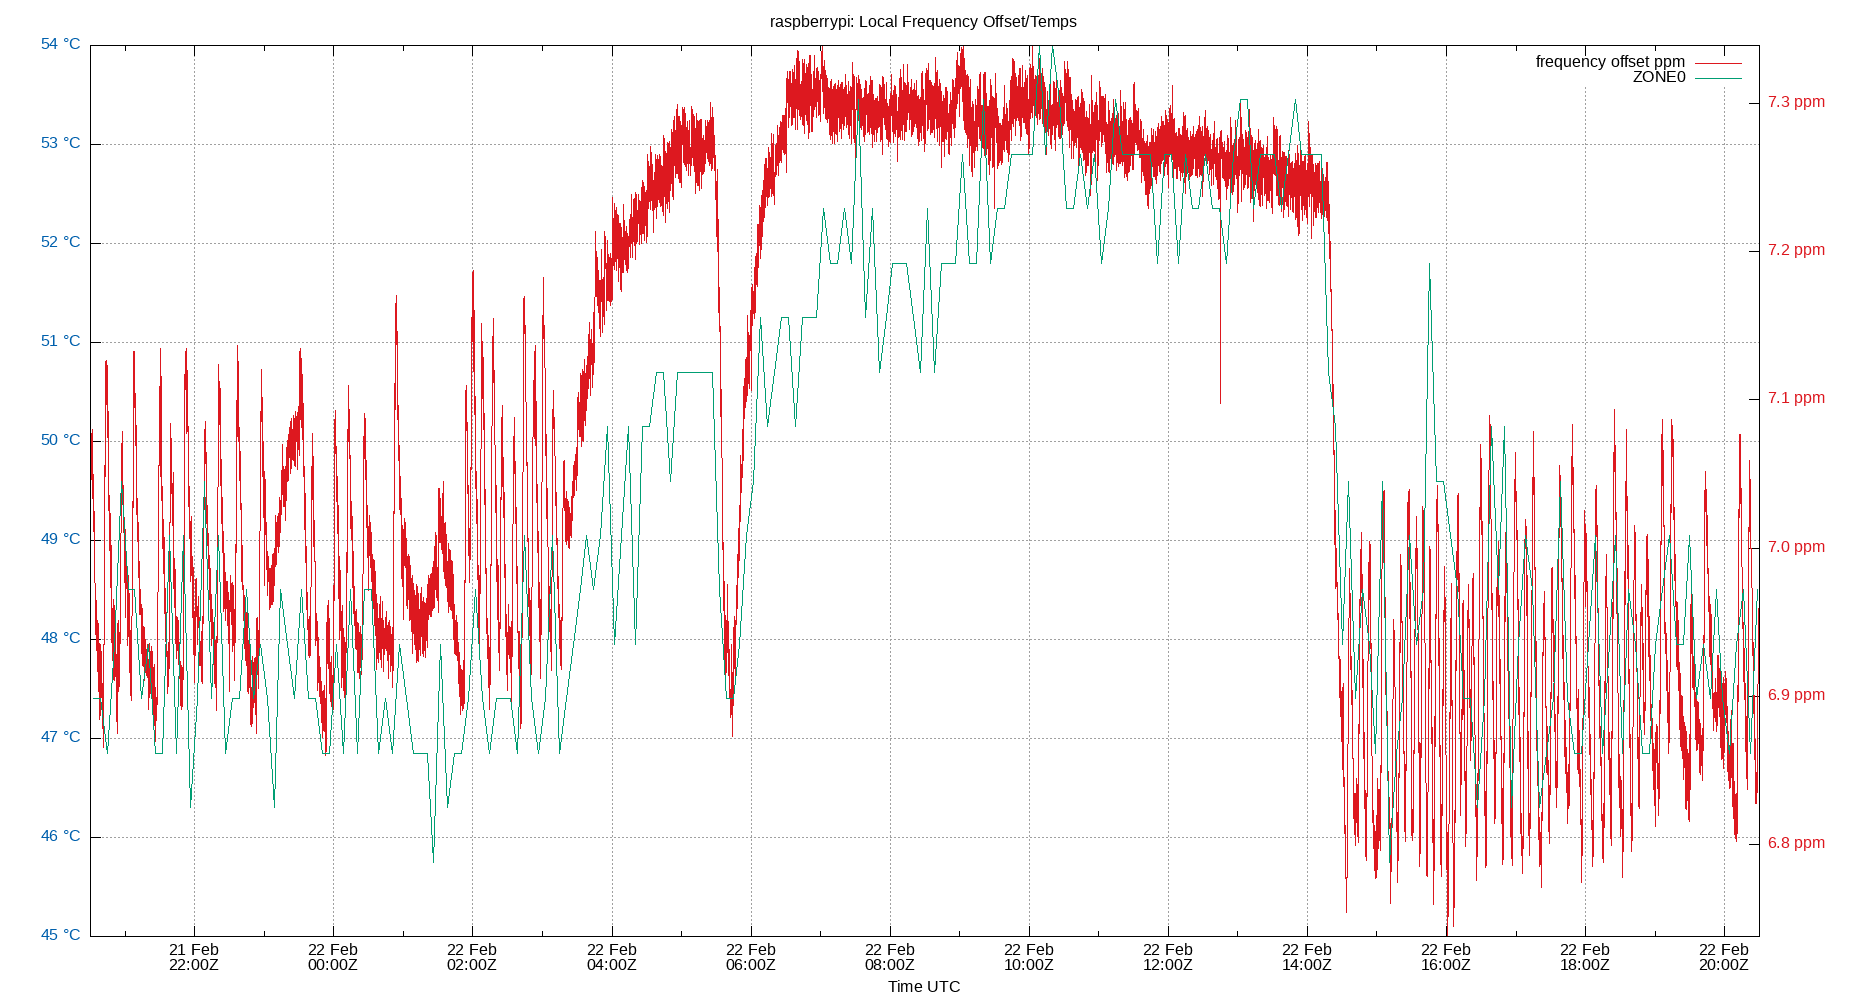 raspberrypi: Local Frequency Offset/Temps
frequency offset ppm
ZONE0
54 °C
53 °C
52 °C
51 °C
50 °C
49 °C
48 °C
47 °C
46 °C
45 °C
7.3 ppm
7.2 ppm
7.1 ppm
7.0 ppm
6.9 ppm
6.8 ppm
21 Feb
22:00Z
22 Feb
00:00Z
22 Feb
02:00Z
22 Feb
04:00Z
22 Feb
06:00Z
22 Feb
08:00Z
22 Feb
10:00Z
22 Feb
12:00Z
22 Feb
14:00Z
22 Feb
16:00Z
22 Feb
18:00Z
22 Feb
20:00Z
Time UTC